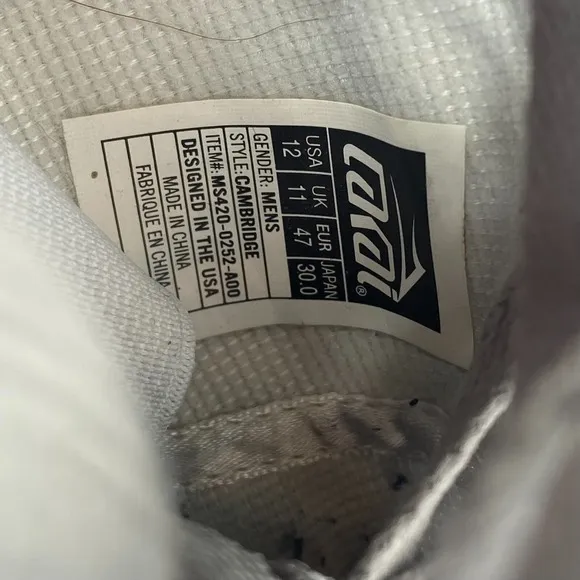 LAKAI®
USA UK EUR JAPAN
12 11 47 30.0
GENDER: MENS
STYLE: CAMBRIDGE
ITEM#: MS420-0252-A00
DESIGNED IN THE USA
MADE IN CHINA
FABRIQUE EN CHINA